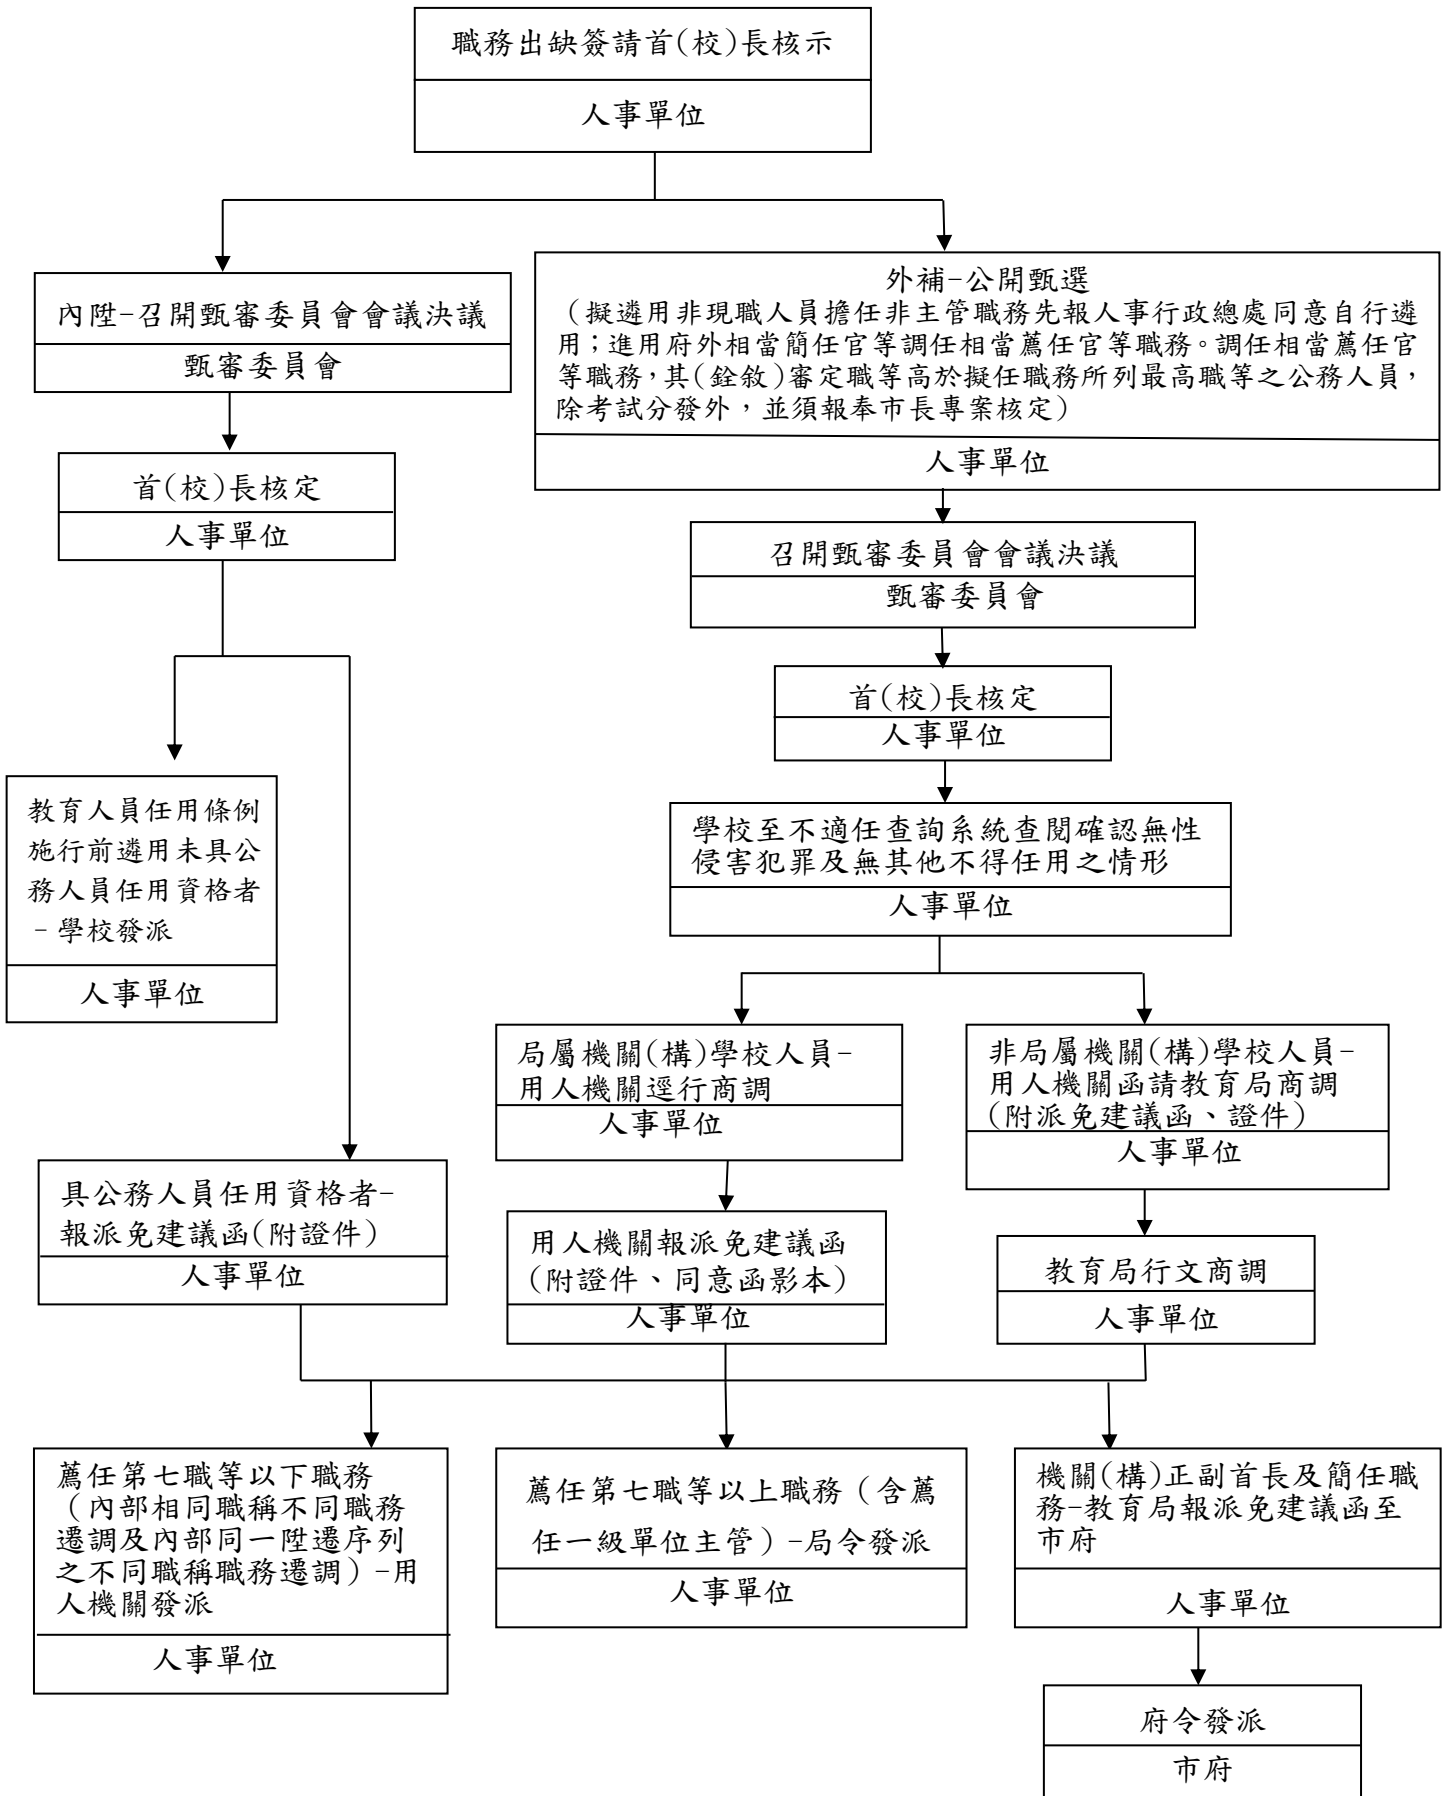 職務出缺簽請首(校)長核示
人事單位
內陞-召開甄審委員會會議決議
甄審委員會
外補-公開甄選
（擬遴用非現職人員擔任非主管職務先報人事行政總處同意自行遴
用；進用府外相當簡任官等調任相當薦任官等職務。調任相當薦任官
等職務，其(銓敘)審定職等高於擬任職務所列最高職等之公務人員，
除考試分發外，並須報奉市長專案核定）
人事單位
首(校)長核定
人事單位
召開甄審委員會會議決議
甄審委員會
首(校)長核定
人事單位
教育人員任用條例
施行前遴用未具公
務人員任用資格者
-學校發派
人事單位
學校至不適任查詢系統查閱確認無性
侵害犯罪及無其他不得任用之情形
人事單位
局屬機關(構)學校人員-
用人機關逕行商調
人事單位
非局屬機關(構)學校人員-
用人機關函請教育局商調
(附派免建議函、證件)
人事單位
具公務人員任用資格者-
報派免建議函(附證件)
人事單位
用人機關報派免建議函
(附證件、同意函影本)
人事單位
教育局行文商調
人事單位
薦任第七職等以下職務
（內部相同職稱不同職務
遷調及內部同一陞遷序列
之不同職稱職務遷調）-用
人機關發派
人事單位
薦任第七職等以上職務（含薦
任一級單位主管）-局令發派
人事單位
機關(構)正副首長及簡任職
務-教育局報派免建議函至
市府
人事單位
府令發派
市府